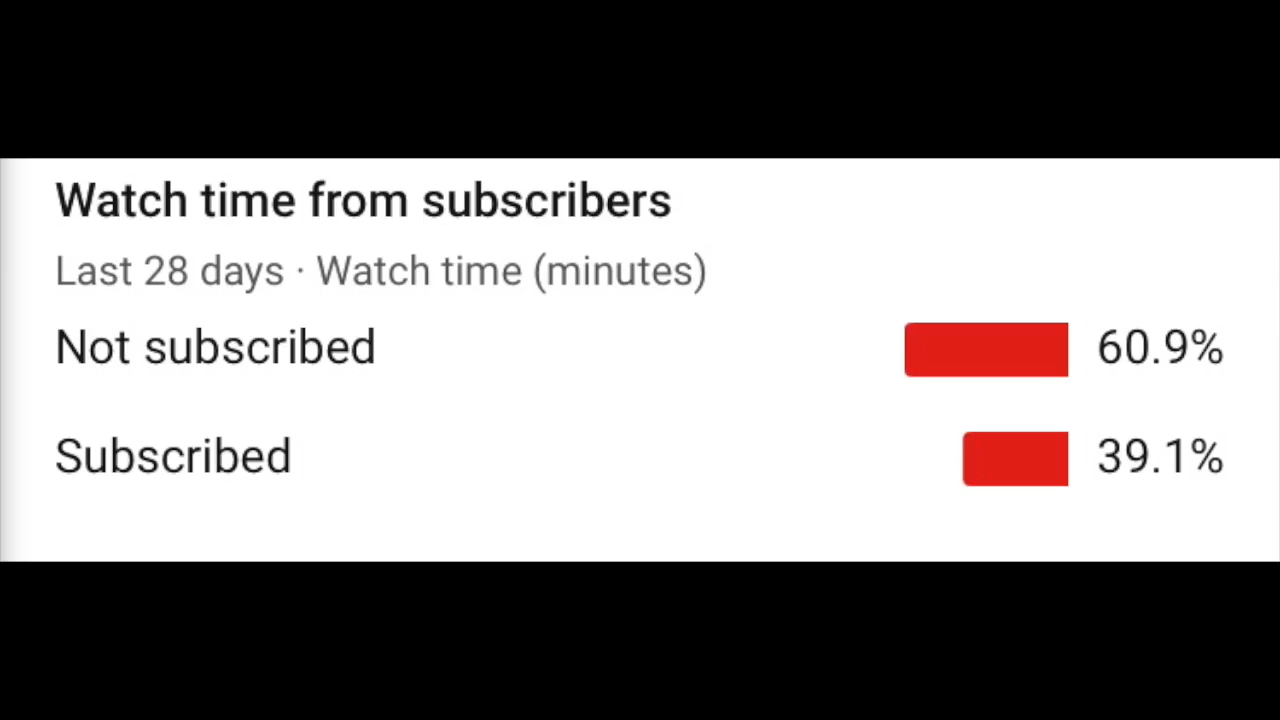 Watch time from subscribers
Last 28 days · Watch time (minutes)
Not subscribed 60.9%
Subscribed 39.1%